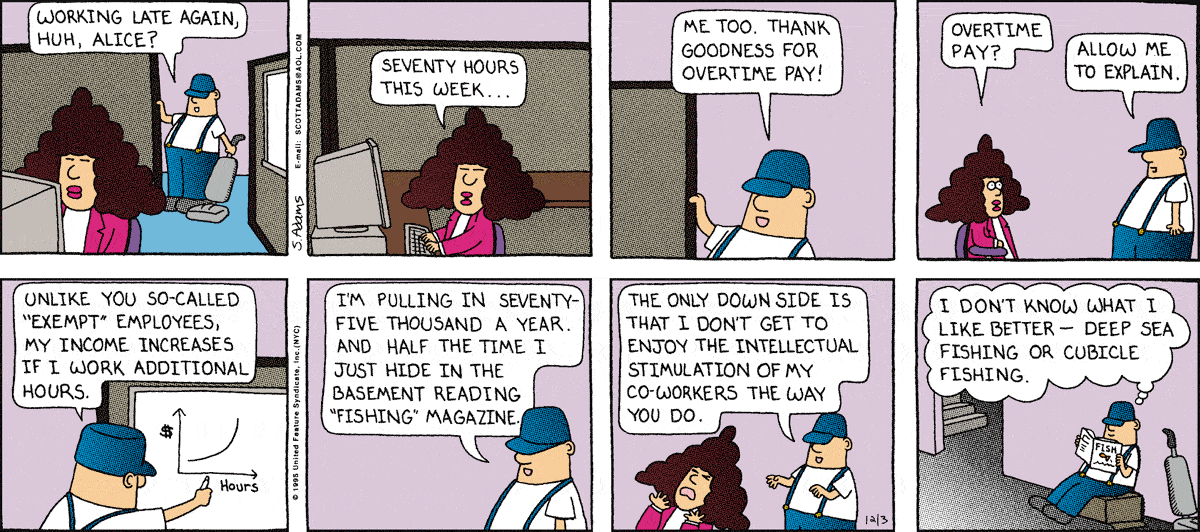 WORKING LATE AGAIN,
HUH, ALICE?
S. Adams E-mail: SCOTTADAMS@AOL.COM
SEVENTY HOURS
THIS WEEK...
ME TOO. THANK
GOODNESS FOR
OVERTIME PAY!
OVERTIME
PAY?
ALLOW ME
TO EXPLAIN.
UNLIKE YOU SO-CALLED
"EXEMPT" EMPLOYEES,
MY INCOME INCREASES
IF I WORK ADDITIONAL
HOURS.
$
Hours
© 1995 United Feature Syndicate, Inc.(NYC)
I'M PULLING IN SEVENTY-
FIVE THOUSAND A YEAR.
AND HALF THE TIME I
JUST HIDE IN THE
BASEMENT READING
"FISHING" MAGAZINE.
THE ONLY DOWN SIDE IS
THAT I DON'T GET TO
ENJOY THE INTELLECTUAL
STIMULATION OF MY
CO-WORKERS THE WAY
YOU DO.
12/3
I DON'T KNOW WHAT I
LIKE BETTER — DEEP SEA
FISHING OR CUBICLE
FISHING.
FISH